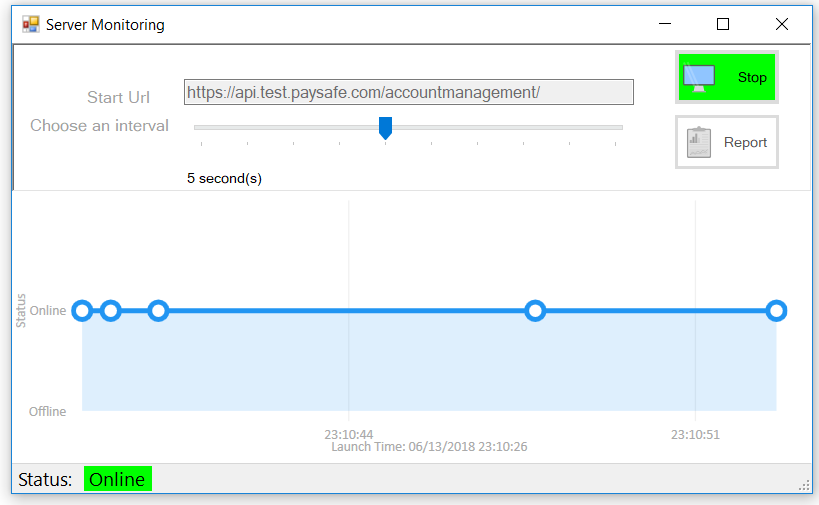 Server Monitoring
Start Url
https://api.test.paysafe.com/accountmanagement/
Stop
Choose an interval
Report
5 second(s)
Status
Online
Offline
23:10:44
23:10:51
Launch Time: 06/13/2018 23:10:26
Status: Online